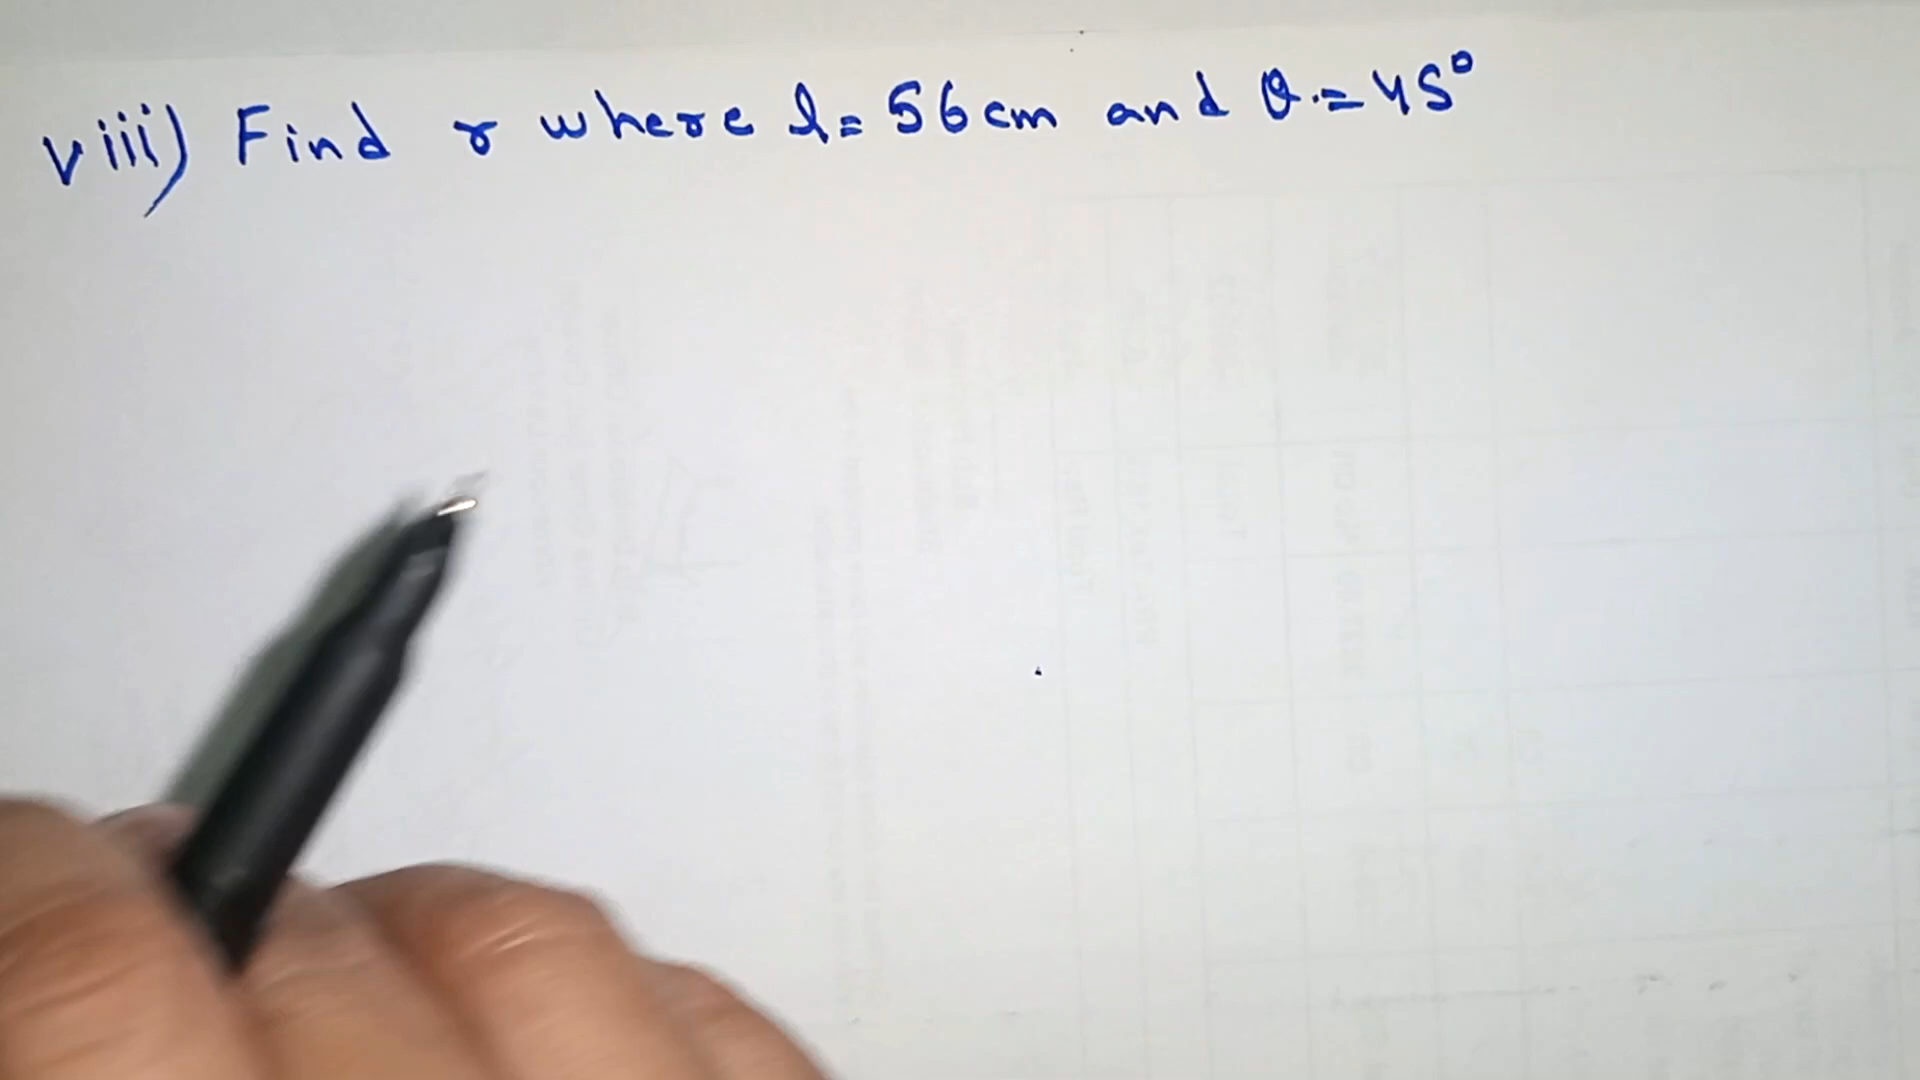 viii) Find r where l = 56 cm and θ = 45°